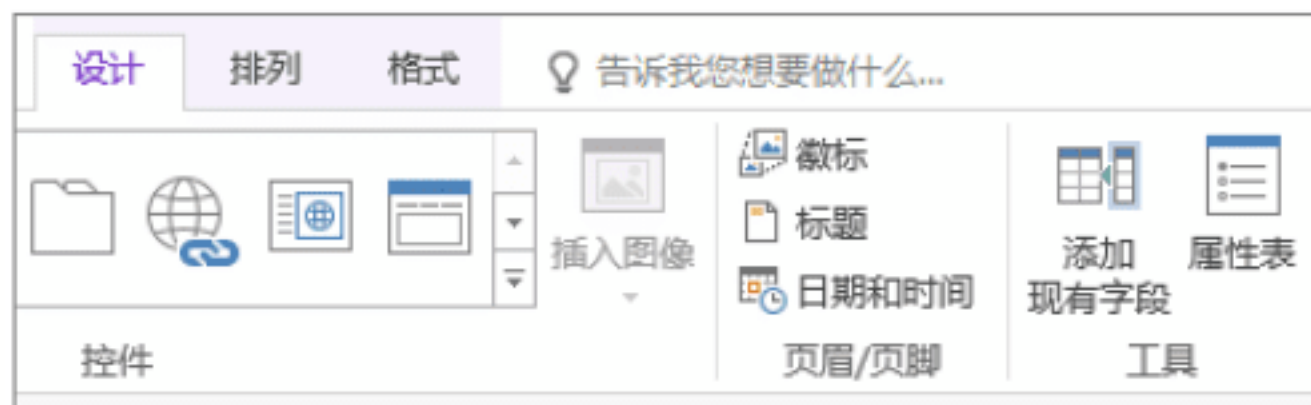 设计 排列 格式 告诉我您想要做什么...
徽标
标题
插入图像
日期和时间
添加
现有字段
属性表
控件 页眉/页脚 工具